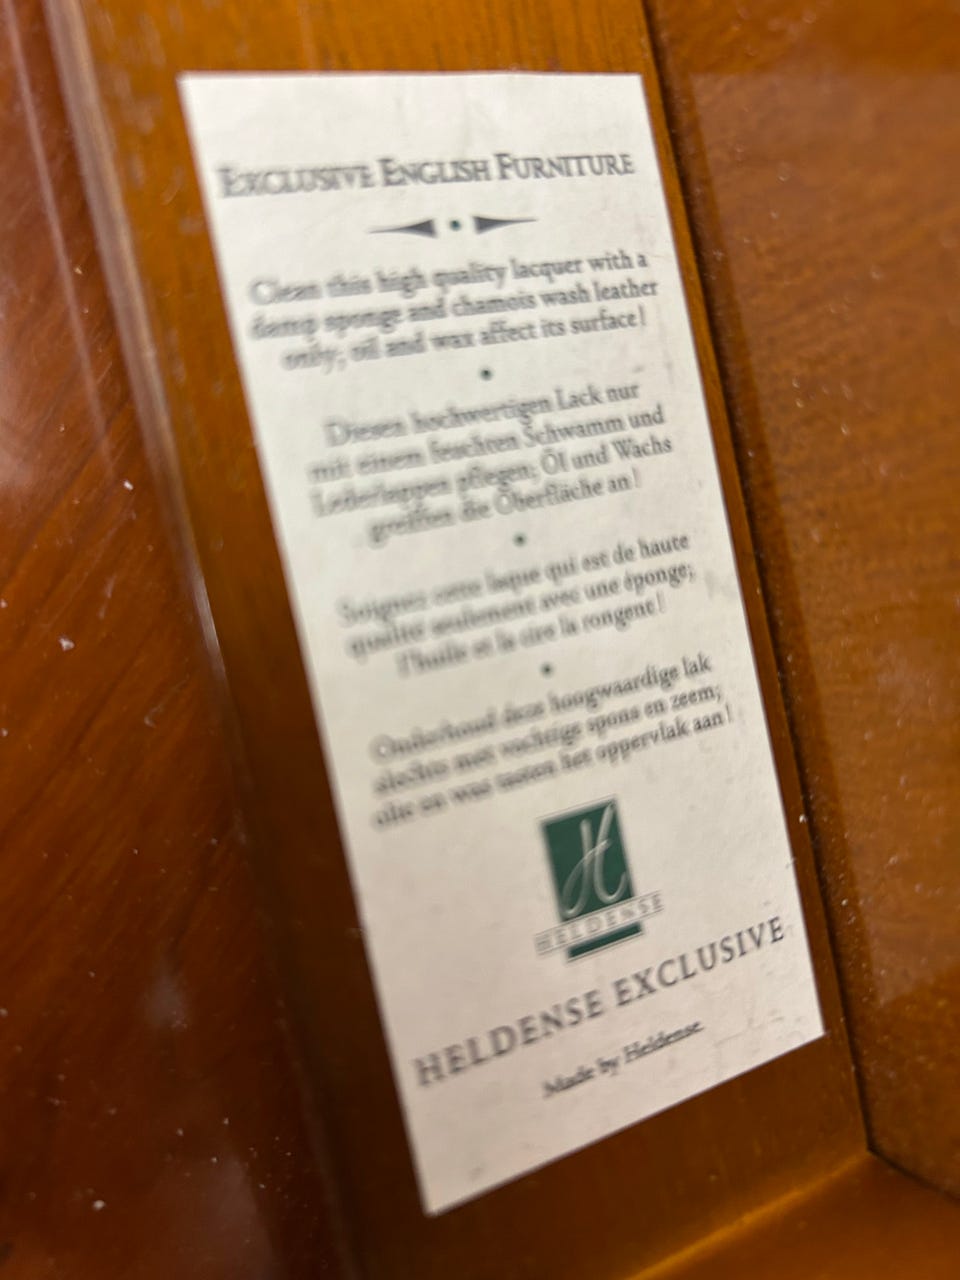 EXCLUSIVE ENGLISH FURNITURE
Clean this high quality lacquer with a
damp sponge and chamois wash leather
only; oil and wax affect its surface!
Diesen hochwertigen Lack nur
mit einem feuchten Schwamm und
Lederlappen pflegen; Öl und Wachs
greiffen die Oberfläche an!
Soignez cette laque qui est de haute
qualité seulement avec une éponge;
l'huile et la cire la rongent!
Onderhoud deze hoogwaardige lak
slechts met vochtige spons en zeem;
olie en was tasten het oppervlak aan!
H
HELDENSE
HELDENSE EXCLUSIVE
Made by Heldense